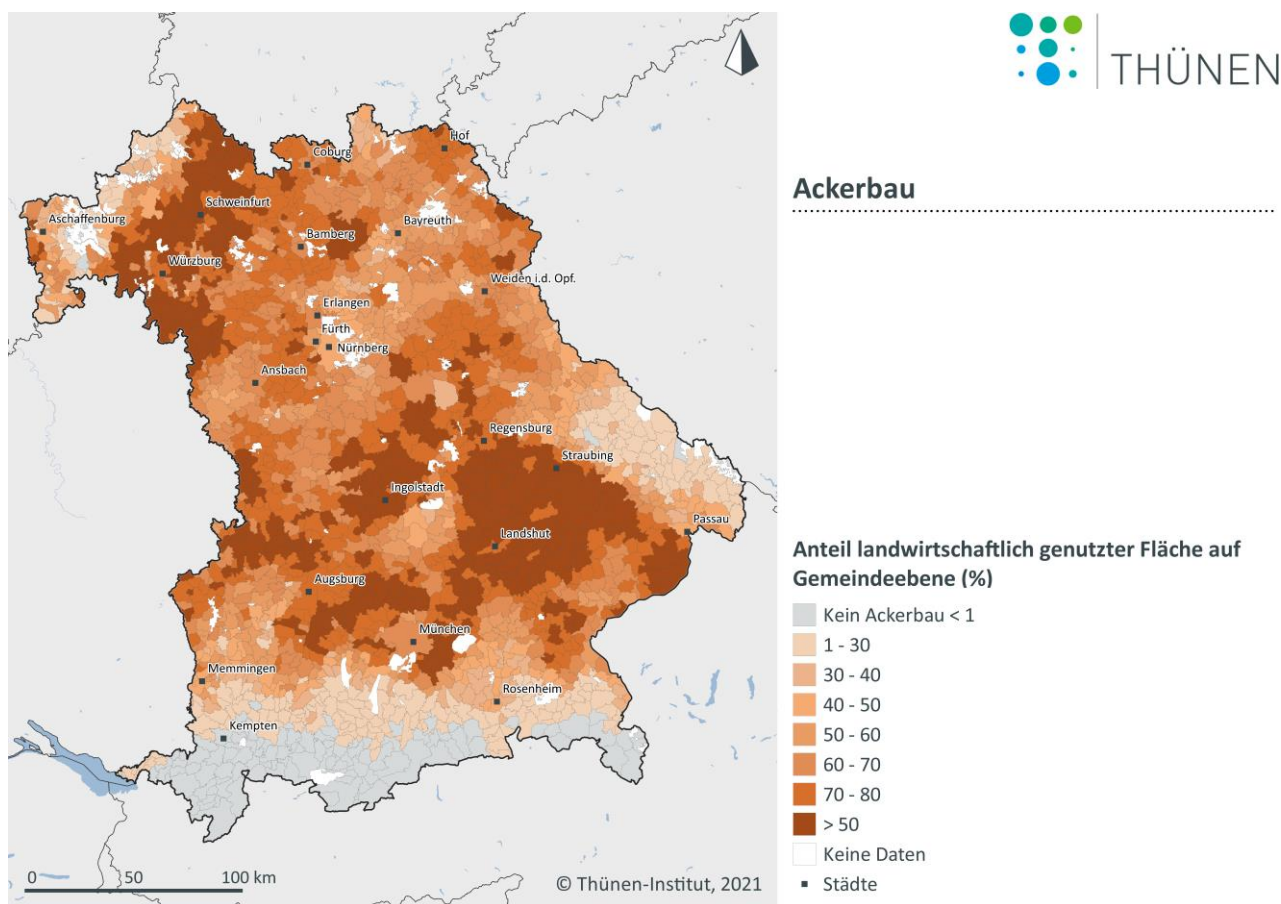 THÜNEN
Ackerbau
Hof
Coburg
Schweinfurt
Aschaffenburg
Bayreuth
Bamberg
Würzburg
Weiden i.d. Opf.
Erlangen
Fürth
Nürnberg
Ansbach
Regensburg
Straubing
Ingolstadt
Passau
Landshut
Augsburg
München
Memmingen
Rosenheim
Kempten
0 50 100 km
© Thünen-Institut, 2021
Anteil landwirtschaftlich genutzter Fläche auf
Gemeindeebene (%)
Kein Ackerbau < 1
1 - 30
30 - 40
40 - 50
50 - 60
60 - 70
70 - 80
> 50
Keine Daten
Städte